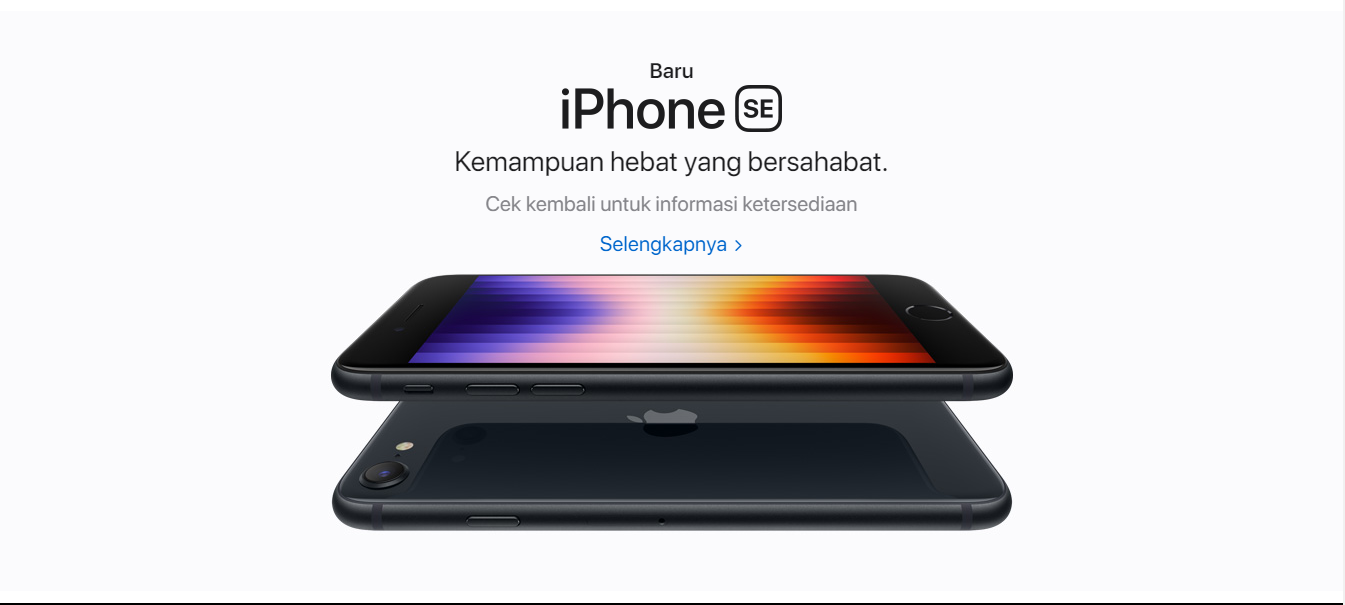 Baru
iPhone SE
Kemampuan hebat yang bersahabat.
Cek kembali untuk informasi ketersediaan
Selengkapnya >